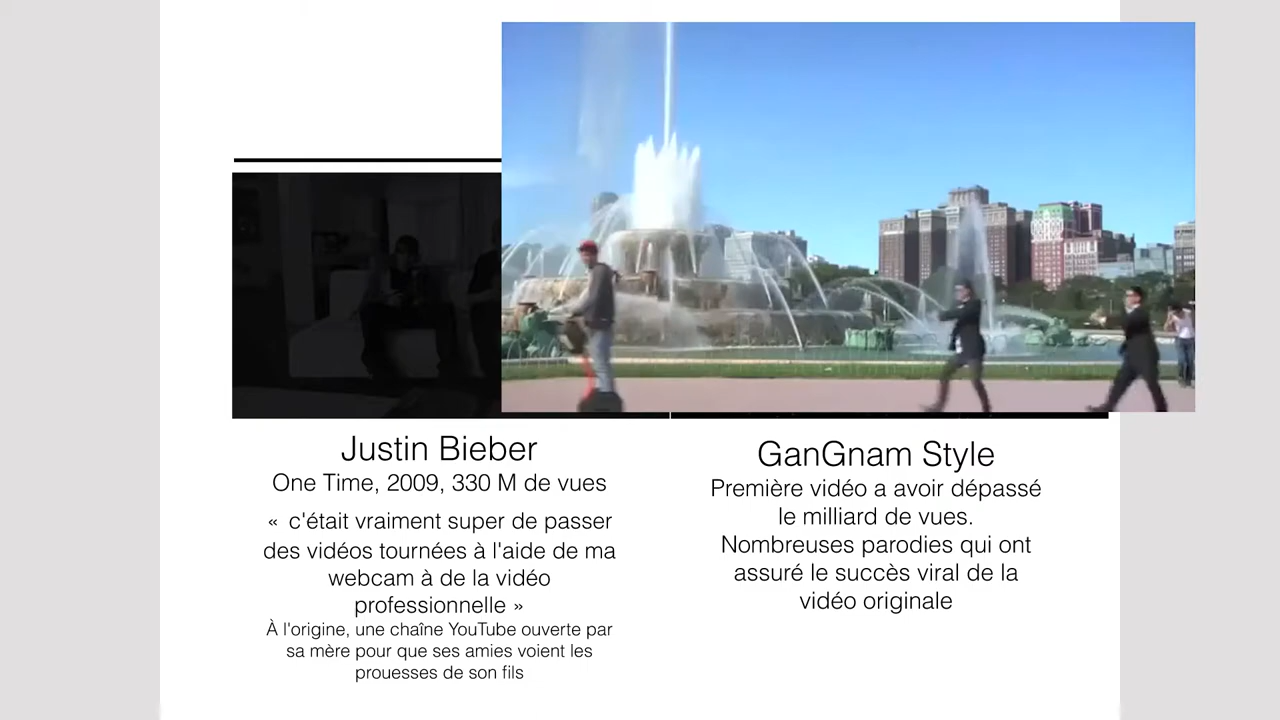 Justin Bieber
One Time, 2009, 330 M de vues
« c'était vraiment super de passer
des vidéos tournées à l'aide de ma
webcam à de la vidéo
professionnelle »
À l'origine, une chaîne YouTube ouverte par
sa mère pour que ses amies voient les
prouesses de son fils
GanGnam Style
Première vidéo a avoir dépassé
le milliard de vues.
Nombreuses parodies qui ont
assuré le succès viral de la
vidéo originale